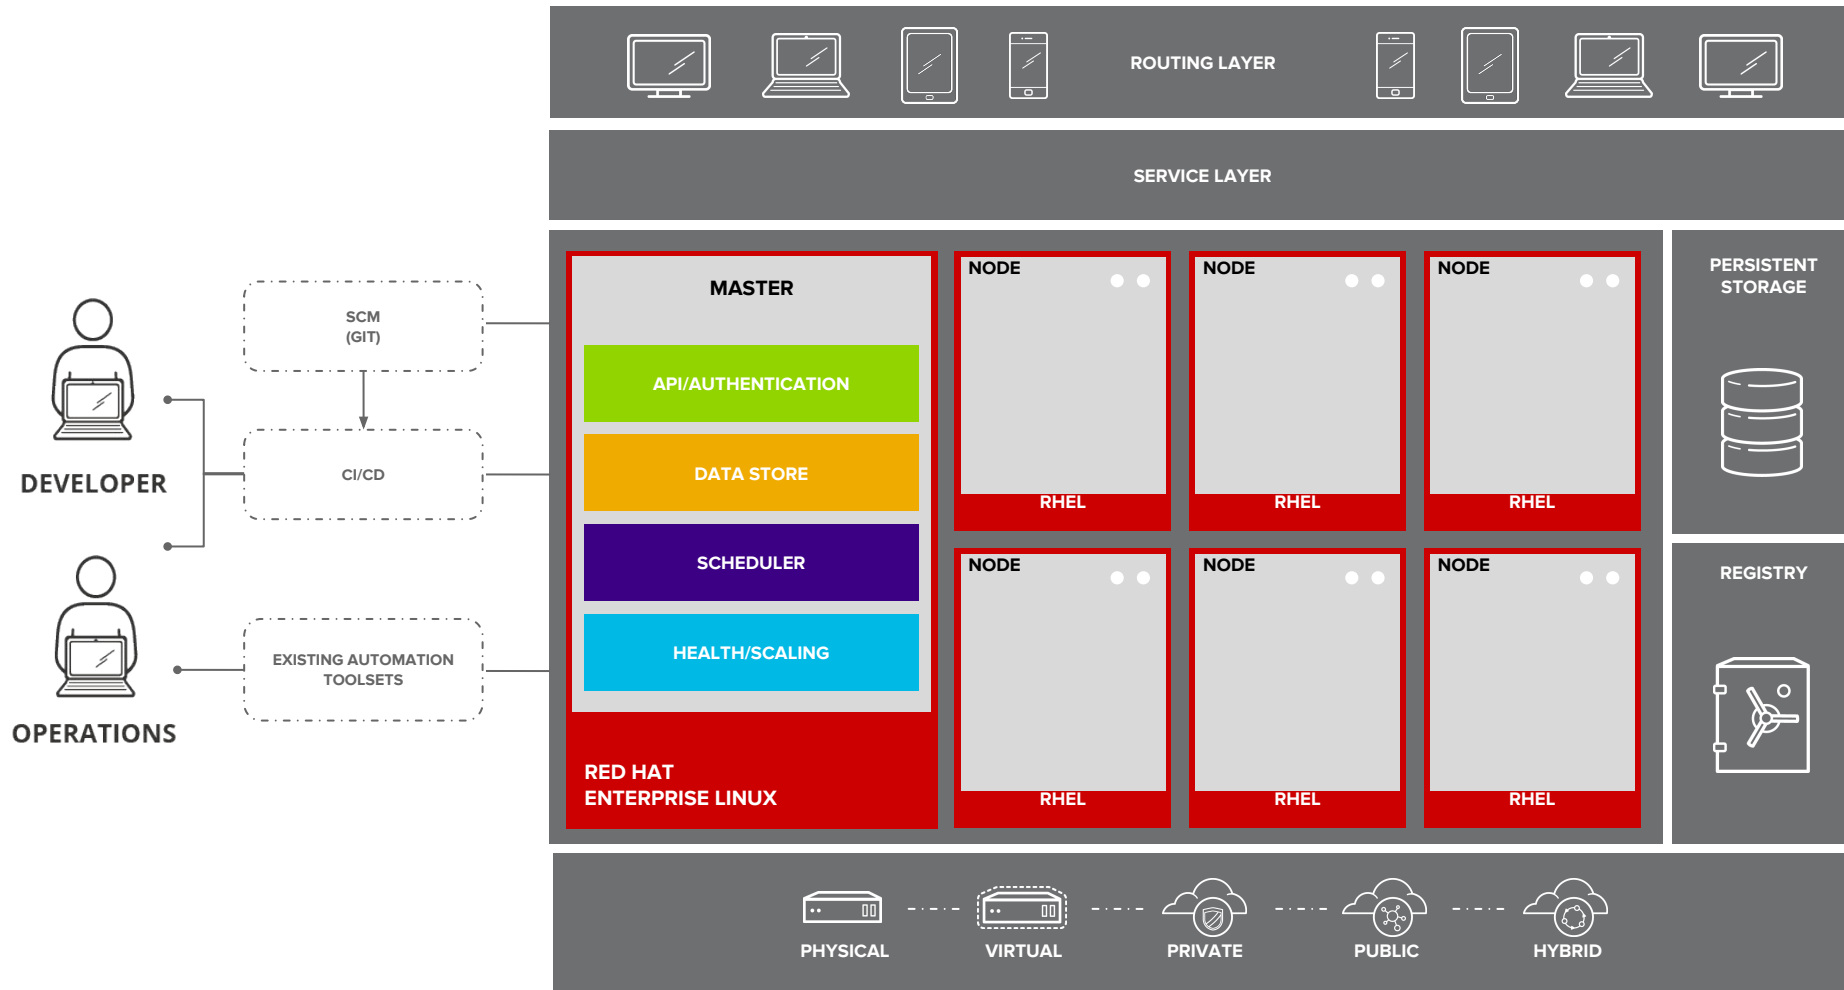 ROUTING LAYER
SERVICE LAYER
SCM
(GIT)
CI/CD
EXISTING AUTOMATION
TOOLSETS
DEVELOPER
OPERATIONS
MASTER
API/AUTHENTICATION
DATA STORE
SCHEDULER
HEALTH/SCALING
RED HAT
ENTERPRISE LINUX
NODE
RHEL
NODE
RHEL
NODE
RHEL
NODE
RHEL
NODE
RHEL
NODE
RHEL
PERSISTENT
STORAGE
REGISTRY
PHYSICAL
VIRTUAL
PRIVATE
PUBLIC
HYBRID